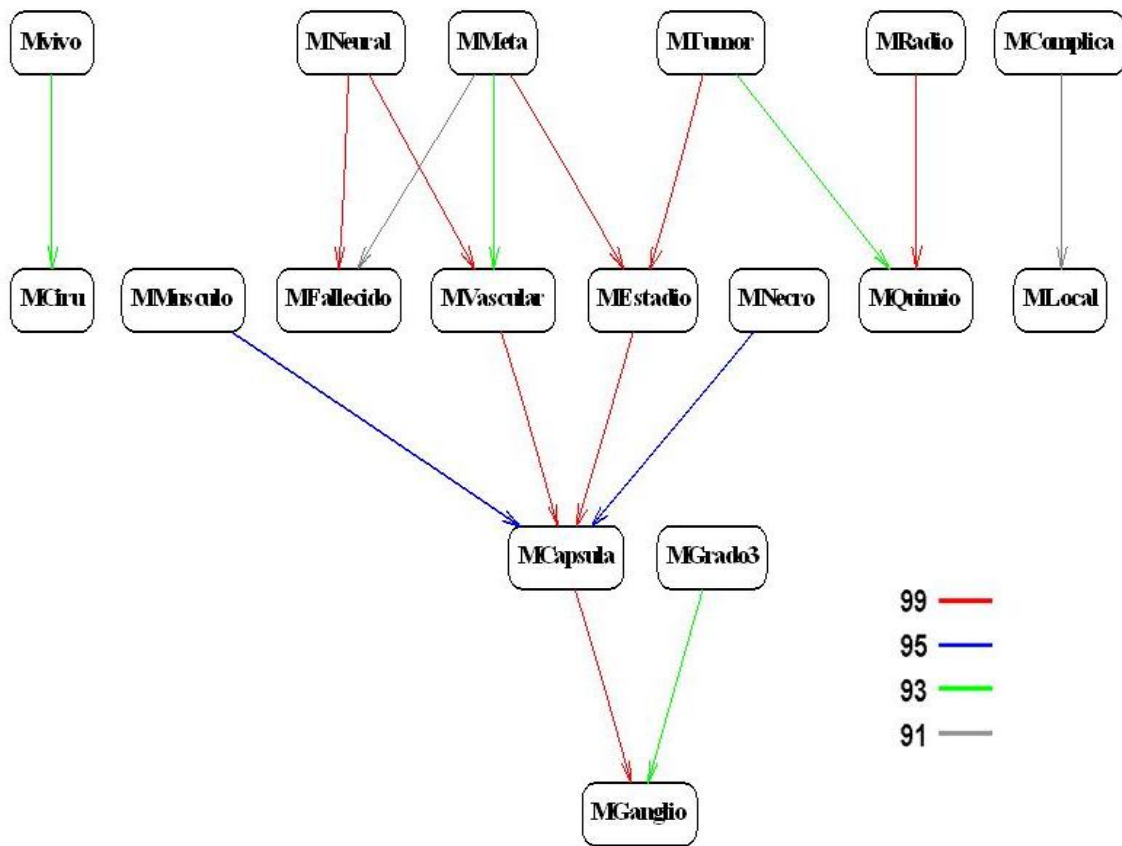 Mvivo
MNeural
MMeta
MTumor
MRadio
MComplica
MCiru
MMusculo
MFallecido
MVascular
MEstadio
MNecro
MQuimio
MLocal
MCapsula
MGrado3
99
95
93
91
MGanglio